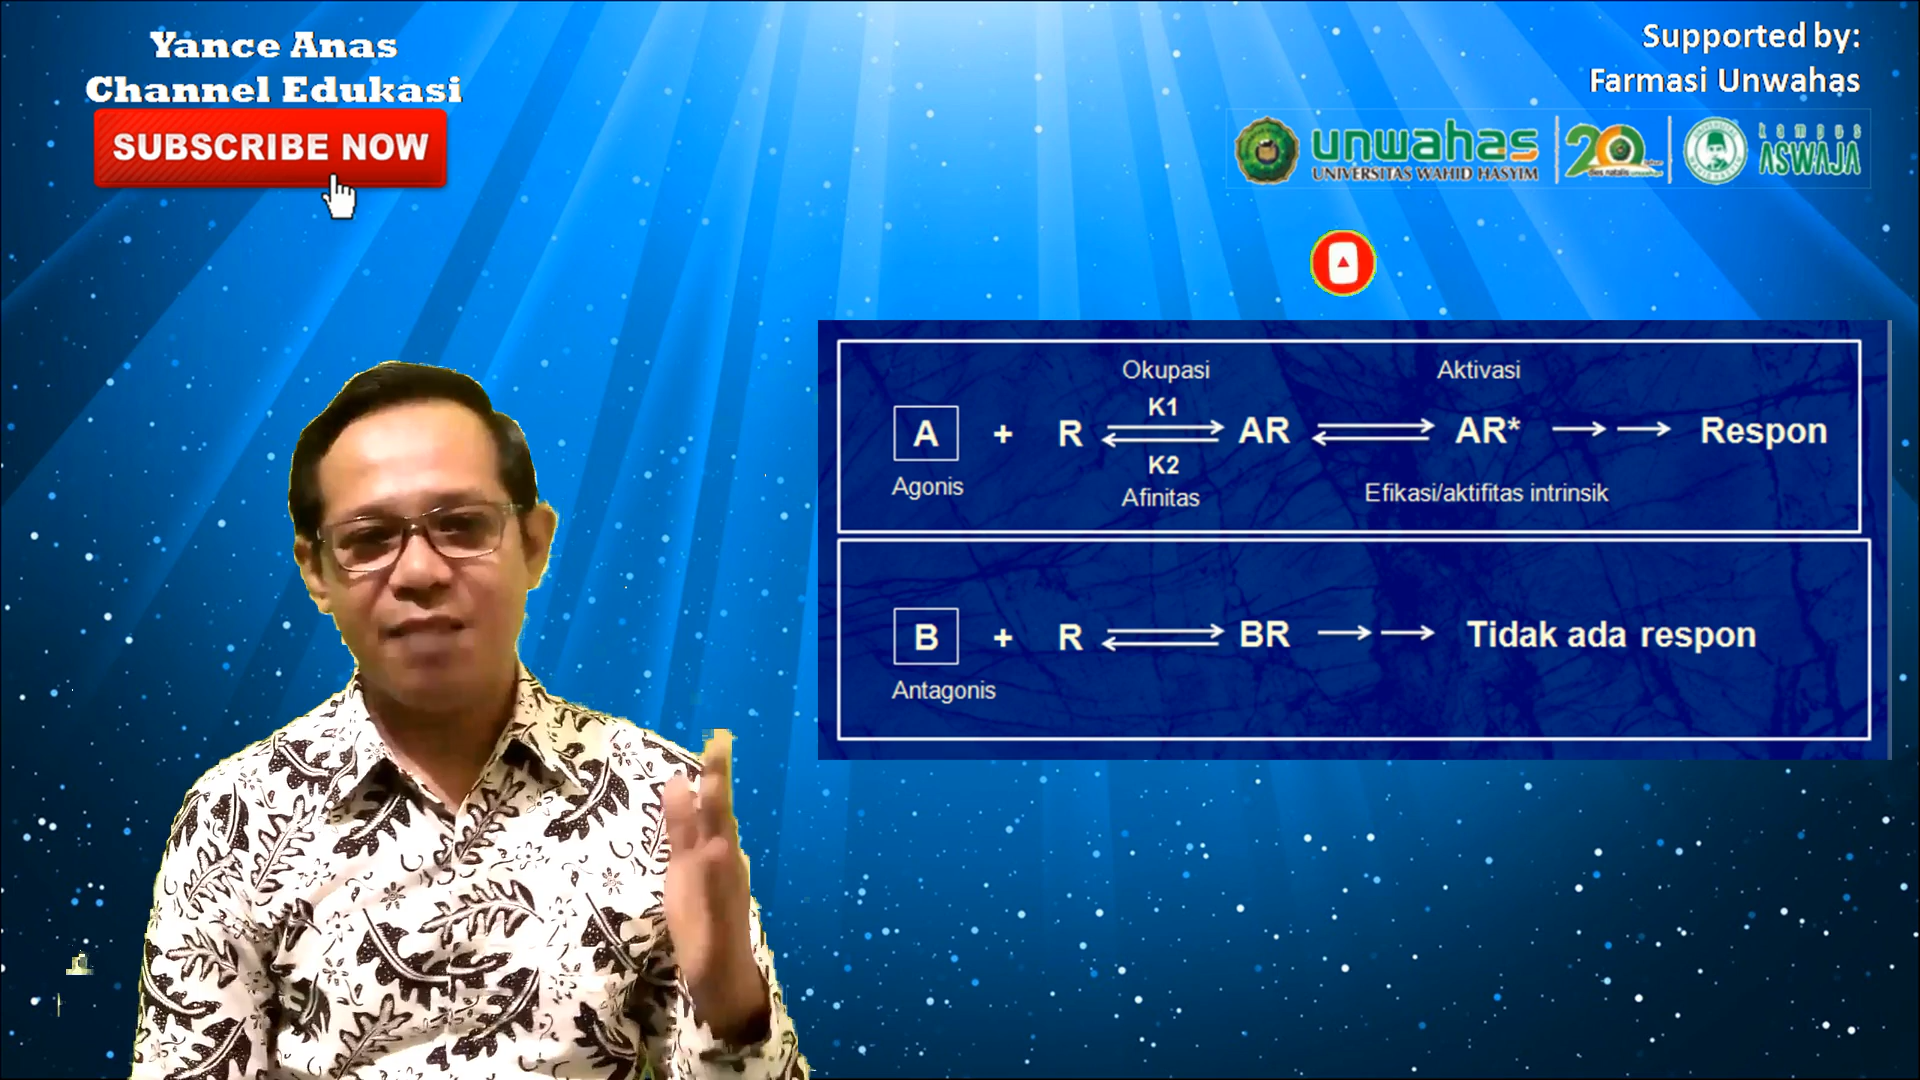 Yance Anas
Channel Edukasi
SUBSCRIBE NOW
Supported by:
Farmasi Unwahas
unwahas
UNIVERSITAS WAHID HASYIM
20
kampus
ASWAJA
Okupasi
Aktivasi
A + R K1 AR AR* Respon
K2
Agonis
Afinitas
Efikasi/aktifitas intrinsik
B + R BR Tidak ada respon
Antagonis